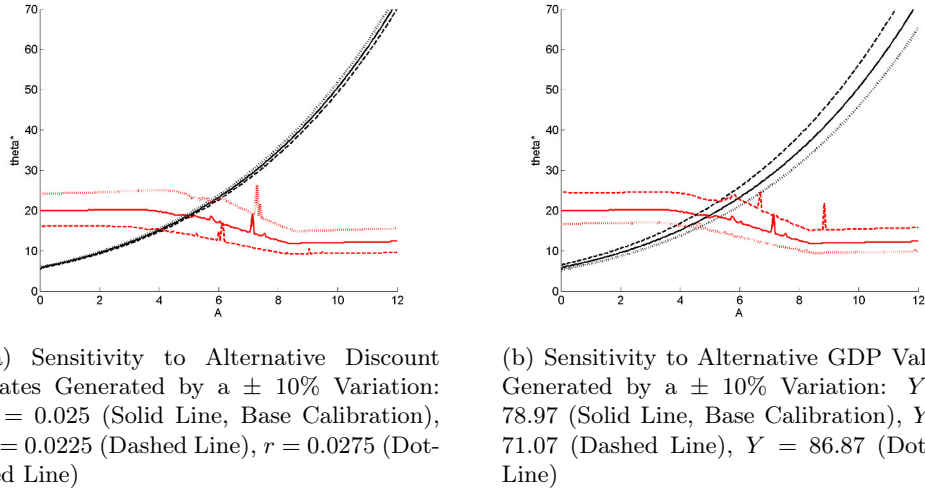 70
60
50
40
30
20
10
0
theta*
0 2 4 6 8 10 12
A
70
60
50
40
30
20
10
0
theta*
0 2 4 6 8 10 12
A
) Sensitivity to Alternative Discount
ates Generated by a ± 10% Variation:
= 0.025 (Solid Line, Base Calibration),
= 0.0225 (Dashed Line), r = 0.0275 (Dot-
ed Line)
(b) Sensitivity to Alternative GDP Val
Generated by a ± 10% Variation: Y
78.97 (Solid Line, Base Calibration), Y
71.07 (Dashed Line), Y = 86.87 (Dot
Line)